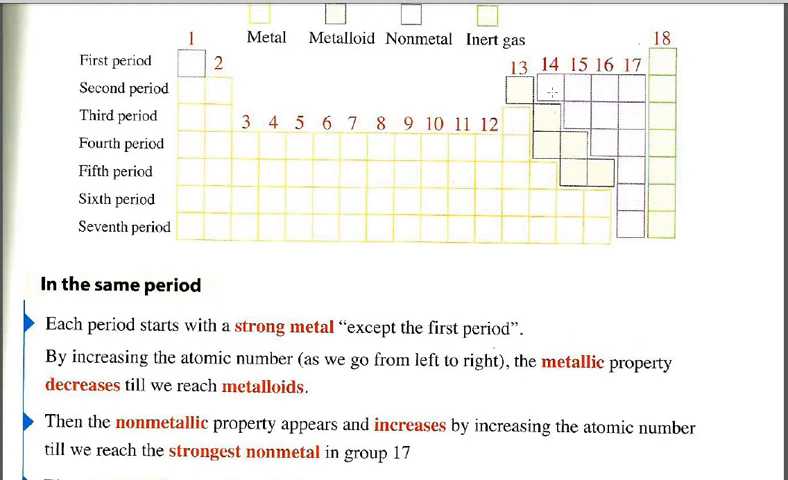 Metal Metalloid Nonmetal Inert gas
1 18
First period 2 13 14 15 16 17
Second period
Third period 3 4 5 6 7 8 9 10 11 12
Fourth period
Fifth period
Sixth period
Seventh period
In the same period
Each period starts with a strong metal “except the first period”.
By increasing the atomic number (as we go from left to right), the metallic property
decreases till we reach metalloids.
Then the nonmetallic property appears and increases by increasing the atomic number
till we reach the strongest nonmetal in group 17